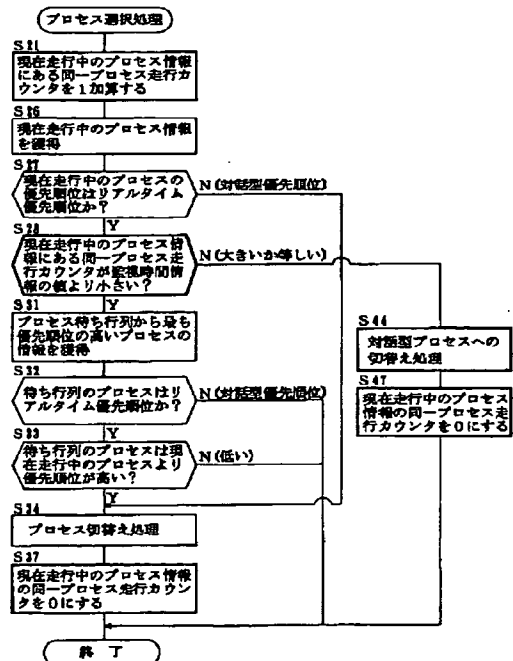 プロセス選択処理
S21
現在走行中のプロセス情報
にある同一プロセス走行カ
ウンタを1加算する
S26
現在走行中のプロセス情報
を獲得
S27
現在走行中のプロセスの
優先順位はリアルタイム
優先順位か?
N(対話型優先順位)
Y
S28
現在走行中のプロセス情
報にある同一プロセス走
行カウンタが監視時間情
報の値より小さい?
N(大きいか等しい)
Y
S31
プロセス待ち行列から最も
優先順位の高いプロセスの
情報を獲得
S32
待ち行列のプロセスはリ
アルタイム優先順位か?
N(対話型優先順位)
Y
S33
待ち行列のプロセスは現
在走行中のプロセスより
優先順位が高い?
N(低い)
Y
S34
プロセス切替え処理
S37
現在走行中のプロセス情報
の同一プロセス走行カウン
タを0にする
S44
対話型プロセスへの
切替え処理
S47
現在走行中のプロセス
情報の同一プロセス走
行カウンタを0にする
終了